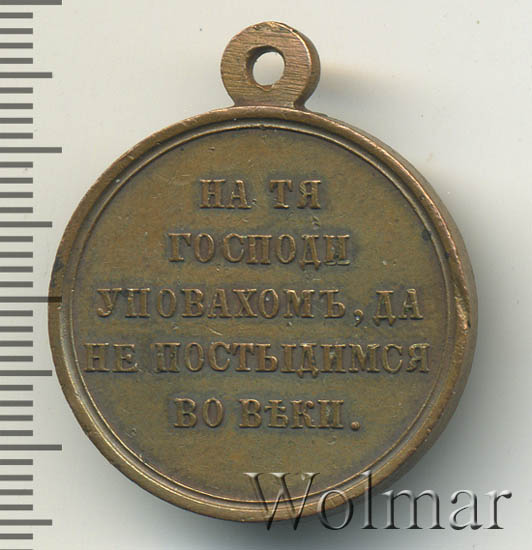 НА ТЯ
ГОСПОДИ
УПОВАХОМЪ, ДА
НЕ ПОСТЫДИМСЯ
ВО ВѢКИ.
Wolmar